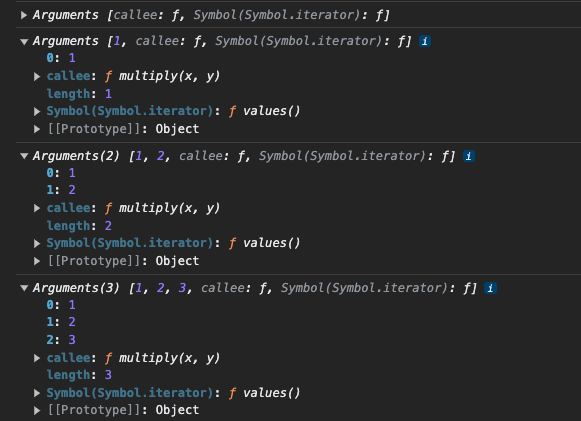 Arguments [callee: ƒ, Symbol(Symbol.iterator): ƒ]
Arguments [1, callee: ƒ, Symbol(Symbol.iterator): ƒ] i
0: 1
callee: ƒ multiply(x, y)
length: 1
Symbol(Symbol.iterator): ƒ values()
[[Prototype]]: Object
Arguments(2) [1, 2, callee: ƒ, Symbol(Symbol.iterator): ƒ] i
0: 1
1: 2
callee: ƒ multiply(x, y)
length: 2
Symbol(Symbol.iterator): ƒ values()
[[Prototype]]: Object
Arguments(3) [1, 2, 3, callee: ƒ, Symbol(Symbol.iterator): ƒ] i
0: 1
1: 2
2: 3
callee: ƒ multiply(x, y)
length: 3
Symbol(Symbol.iterator): ƒ values()
[[Prototype]]: Object